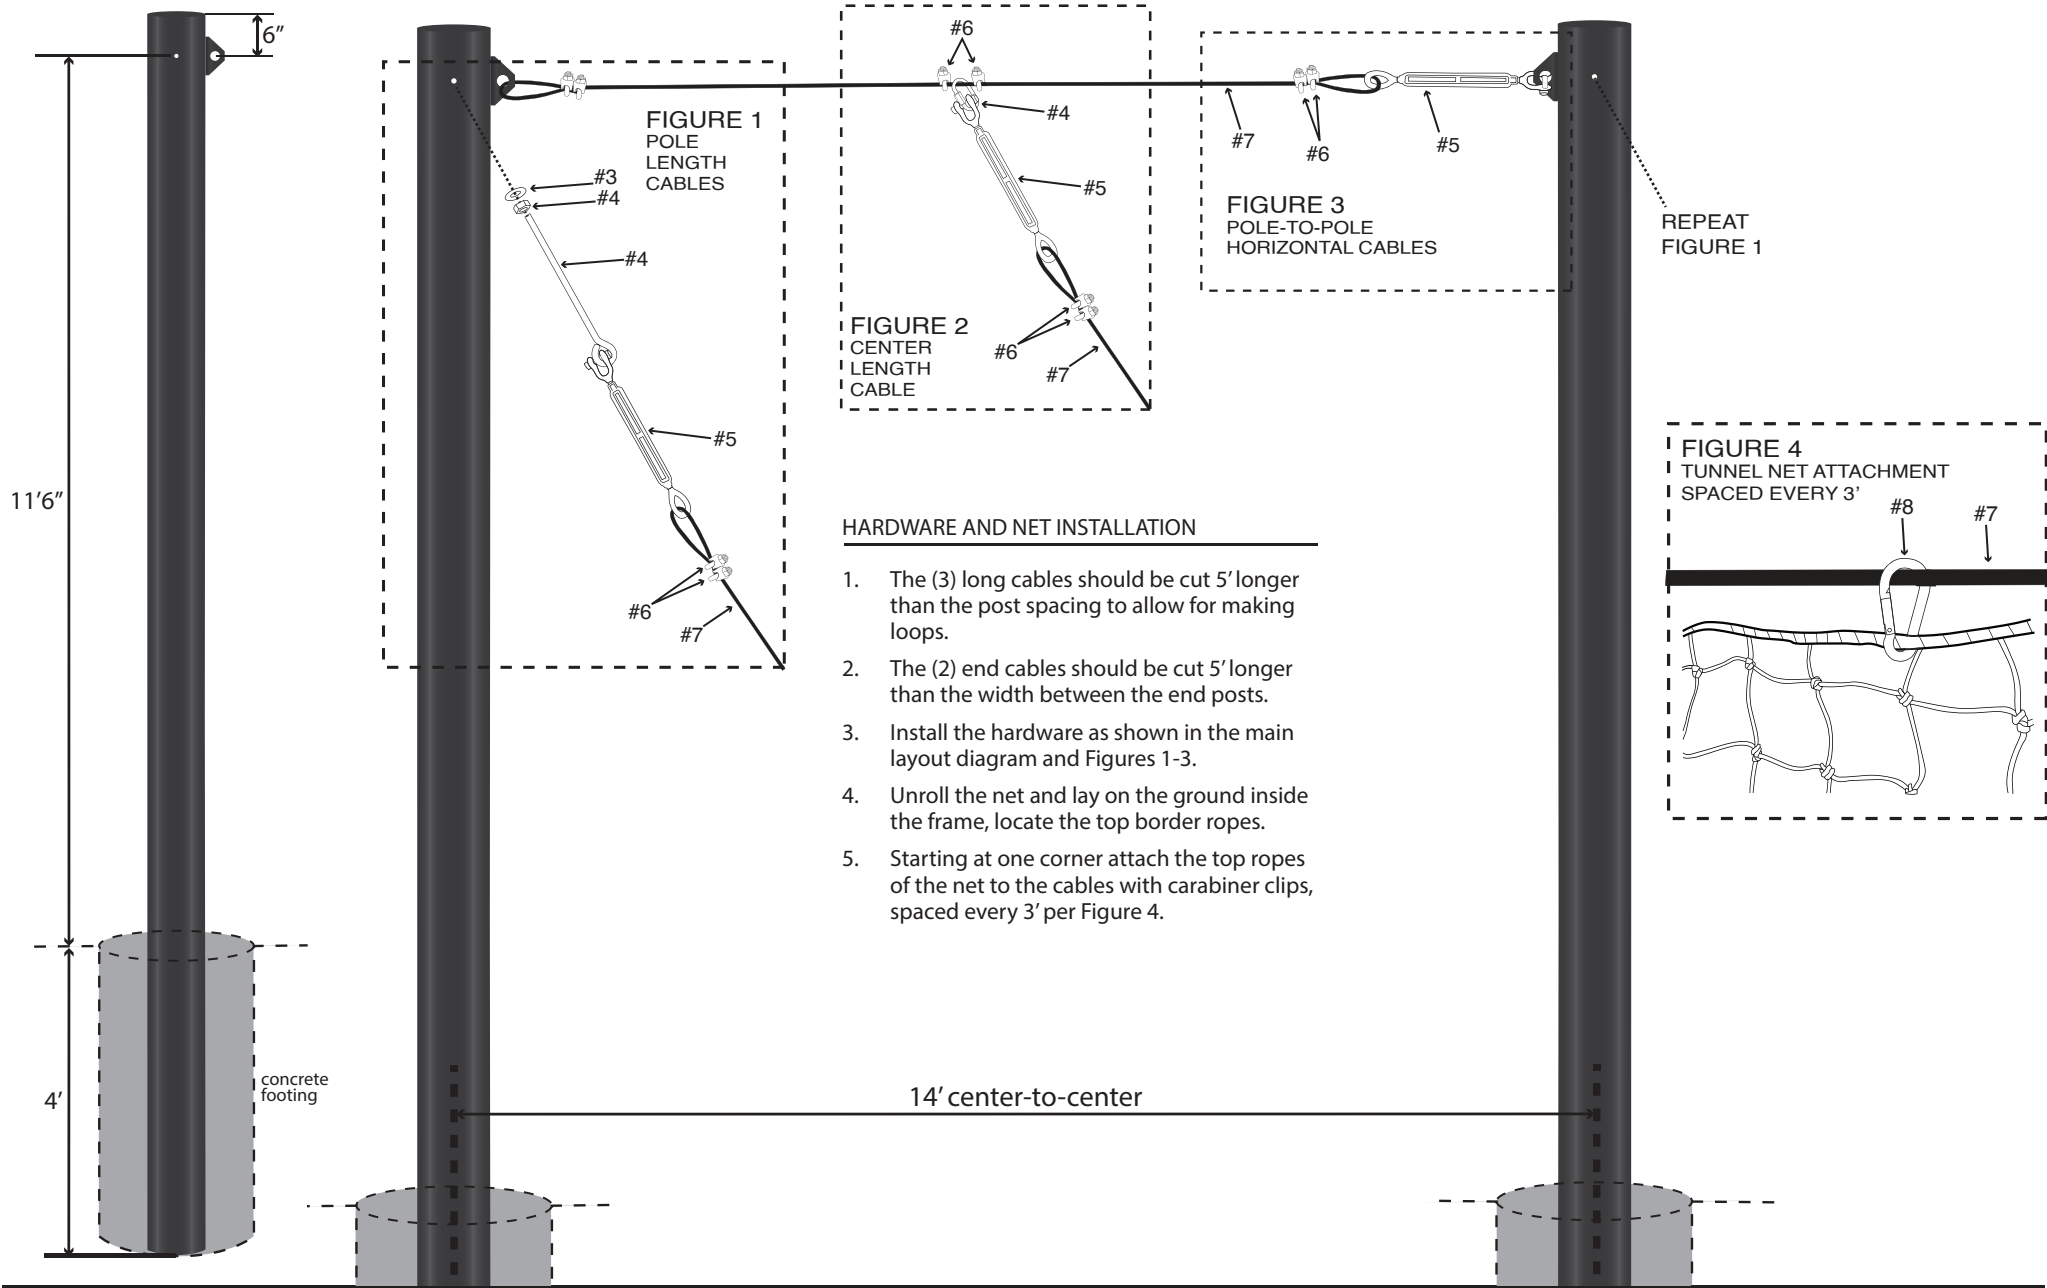 6”
11’6”
4’
concrete
footing
FIGURE 1
POLE
LENGTH
CABLES
#3
#4
#4
#5
#6
#7
#6
#4
#5
#6
#7
FIGURE 2
CENTER
LENGTH
CABLE
#7
#6
#5
FIGURE 3
POLE-TO-POLE
HORIZONTAL CABLES
REPEAT
FIGURE 1
FIGURE 4
TUNNEL NET ATTACHMENT
SPACED EVERY 3’
#8
#7
HARDWARE AND NET INSTALLATION
1. The (3) long cables should be cut 5’ longer
than the post spacing to allow for making
loops.
2. The (2) end cables should be cut 5’ longer
than the width between the end posts.
3. Install the hardware as shown in the main
layout diagram and Figures 1-3.
4. Unroll the net and lay on the ground inside
the frame, locate the top border ropes.
5. Starting at one corner attach the top ropes
of the net to the cables with carabiner clips,
spaced every 3’ per Figure 4.
14’ center-to-center